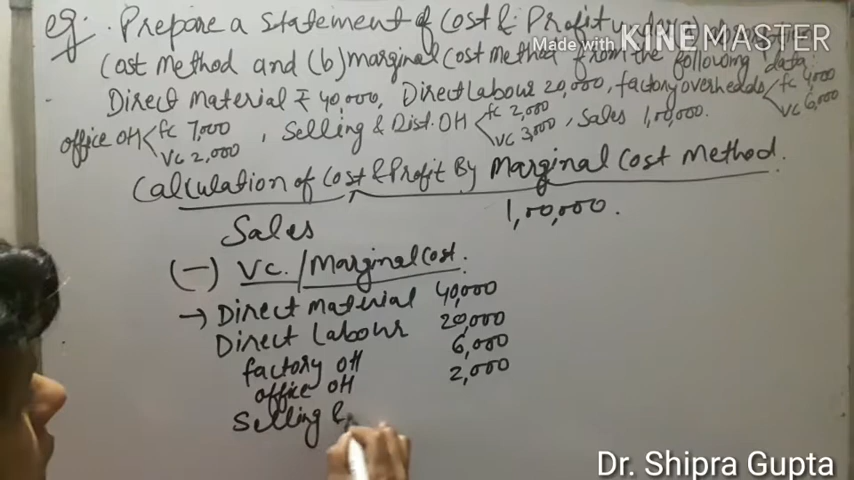 eg: Prepare a statement of Cost & Profit by (a) absorption
Made with KINEMASTER
Cost method and (b) marginal Cost method from the following data:
Direct Material ₹ 40,000, Direct Labour 20,000, factory overheads fc 4,000
vc 6,000
office OH fc 7,000
vc 2,000
, Selling & Dist. OH fc 2,000
vc 3,000
, Sales 1,00,000.
Calculation of Cost & Profit By Marginal Cost Method.
Sales 1,00,000.
(-) VC. / Marginal Cost.
→ Direct material 40,000
Direct Labour 20,000
factory OH 6,000
office OH 2,000
Selling &
Dr. Shipra Gupta